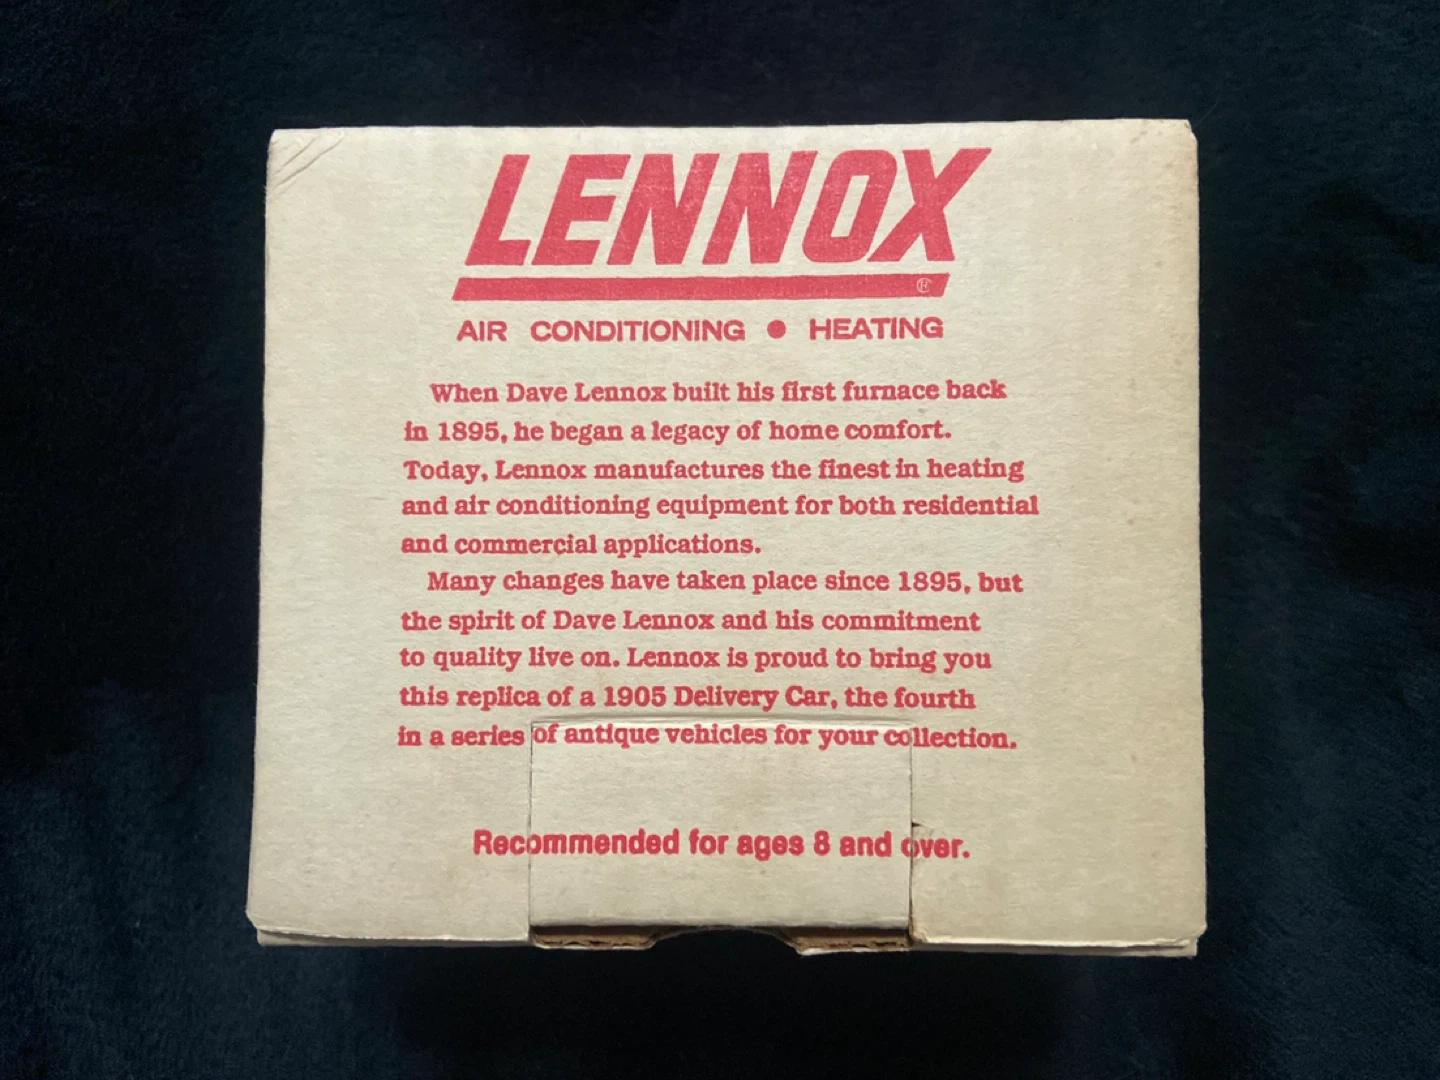 LENNOX
®
AIR CONDITIONING ● HEATING
When Dave Lennox built his first furnace back
in 1895, he began a legacy of home comfort.
Today, Lennox manufactures the finest in heating
and air conditioning equipment for both residential
and commercial applications.
Many changes have taken place since 1895, but
the spirit of Dave Lennox and his commitment
to quality live on. Lennox is proud to bring you
this replica of a 1905 Delivery Car, the fourth
in a series of antique vehicles for your collection.
Recommended for ages 8 and over.